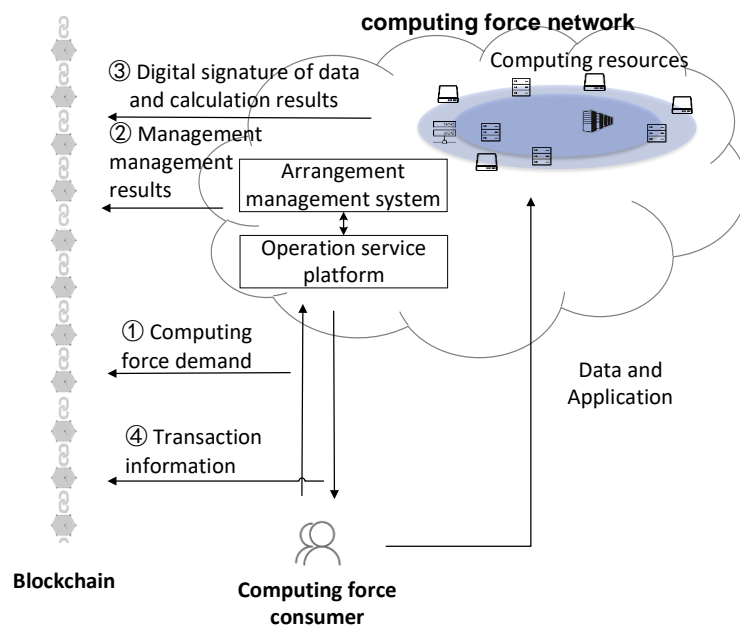 computing force network
Computing resources
③ Digital signature of data
and calculation results
② Management
management
results
Arrangement
management system
Operation service
platform
① Computing
force demand
Data and
Application
④ Transaction
information
Blockchain
Computing force
consumer